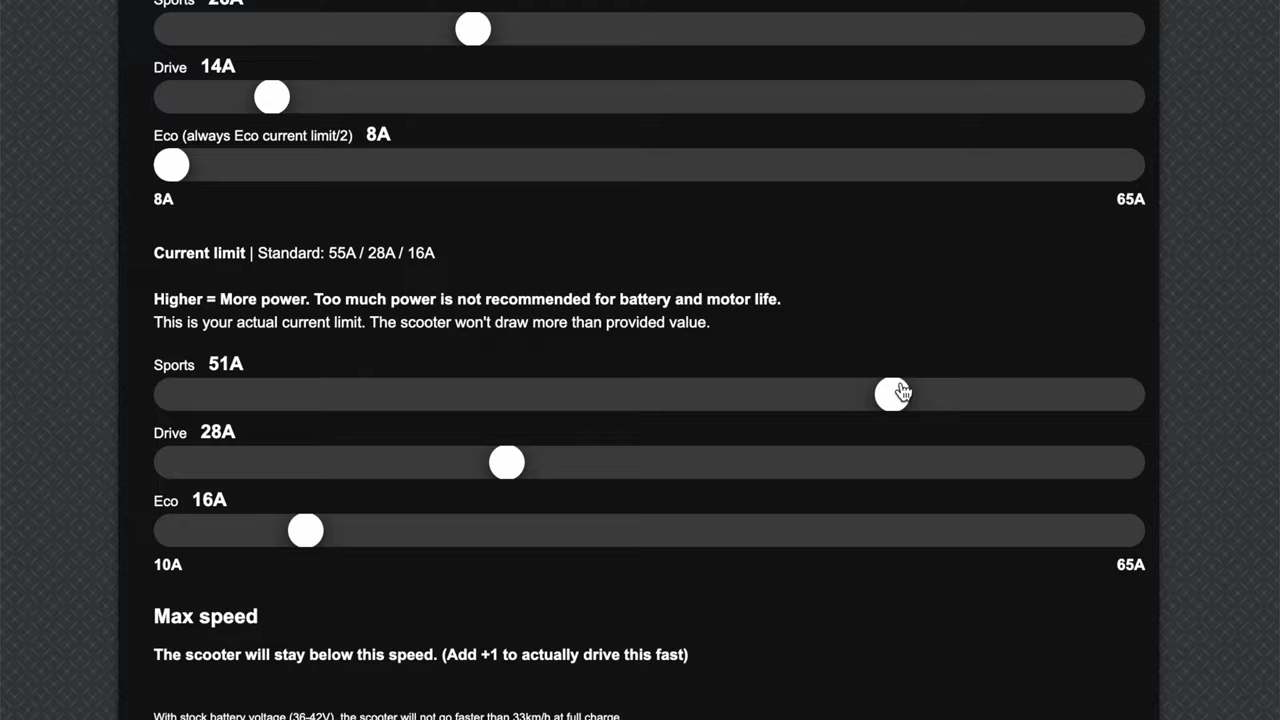 Sports
Drive 14A
Eco (always Eco current limit/2) 8A
8A 65A
Current limit | Standard: 55A / 28A / 16A
Higher = More power. Too much power is not recommended for battery and motor life.
This is your actual current limit. The scooter won't draw more than provided value.
Sports 51A
Drive 28A
Eco 16A
10A 65A
Max speed
The scooter will stay below this speed. (Add +1 to actually drive this fast)
With stock battery voltage (36-42V), the scooter will not go faster than 33km/h at full charge.